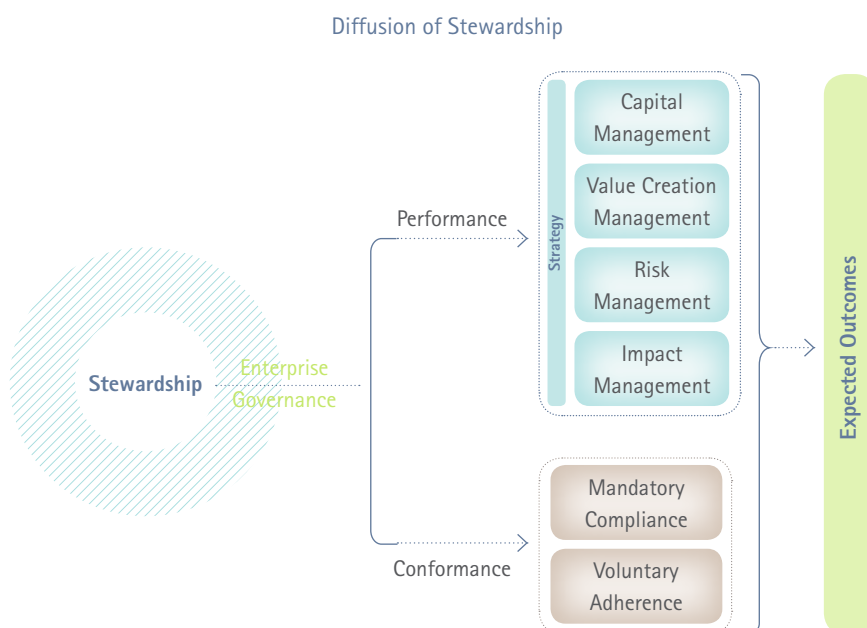 Diffusion of Stewardship
Capital
Management
Value Creation
Management
Performance
Strategy
Risk
Management
Impact
Management
Stewardship
Enterprise
Governance
Expected Outcomes
Mandatory
Compliance
Conformance
Voluntary
Adherence